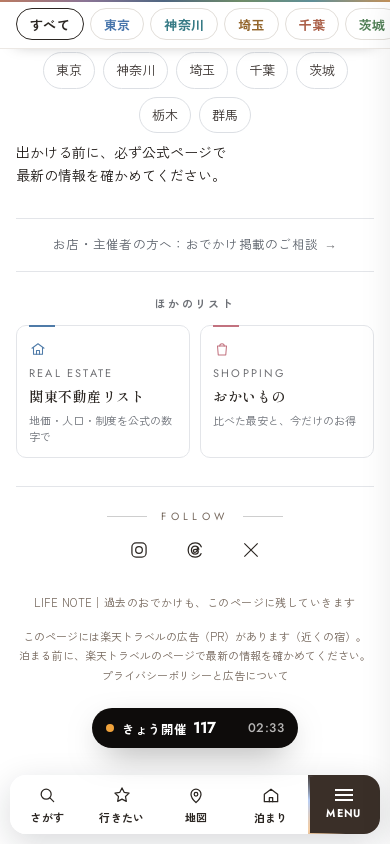 すべて 東京 神奈川 埼玉 千葉 茨城
東京 神奈川 埼玉 千葉 茨城
栃木 群馬
出かける前に、必ず公式ページで
最新の情報を確かめてください。
お店・主催者の方へ：おでかけ掲載のご相談 →
ほかのリスト
REAL ESTATE
関東不動産リスト
地価・人口・制度を公式の数
字で
SHOPPING
おかいもの
比べた最安と、今だけのお得
FOLLOW
LIFE NOTE｜過去のおでかけも、このページに残していきます
このページには楽天トラベルの広告（PR）があります（近くの宿）。
泊まる前に、楽天トラベルのページで最新の情報を確かめてください。
プライバシーポリシーと広告について
きょう開催 117 02:33
さがす 行きたい 地図 泊まり MENU